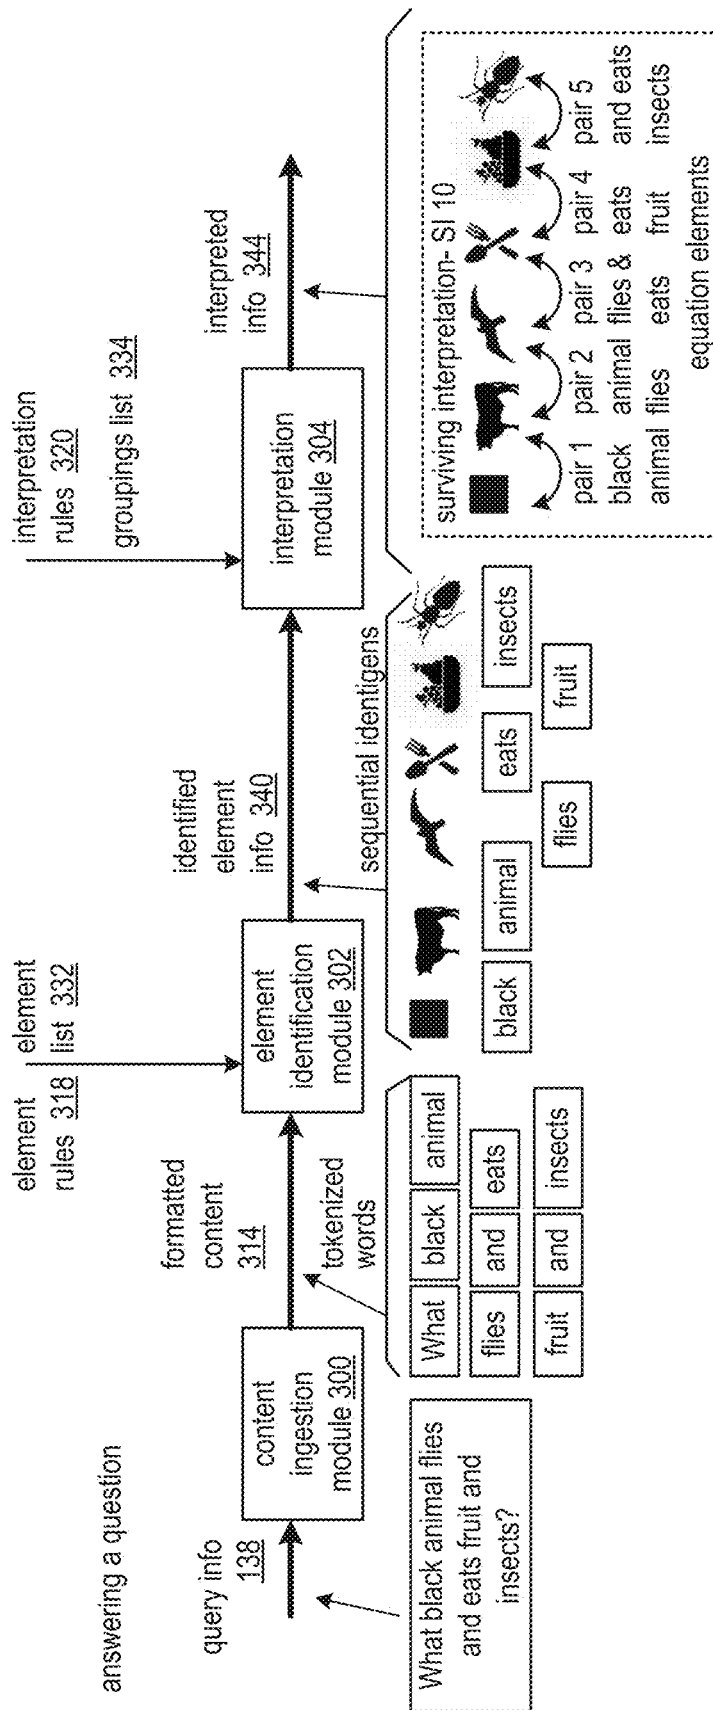 answering a question
query info
138
What black animal flies
and eats fruit and
insects?
content
ingestion
module 300
formatted
content
314
tokenized
words
What black animal
flies and eats
fruit and insects
element
rules 318
element
list 332
element
identification
module 302
identified
element
info 340
sequential identigens
black animal eats insects
flies fruit
interpretation
rules 320
groupings list 334
interpretation
module 304
interpreted
info 344
surviving interpretation- SI 10
pair 1 pair 2 pair 3 pair 4 pair 5
black animal flies & eats and eats
animal flies eats fruit insects
equation elements